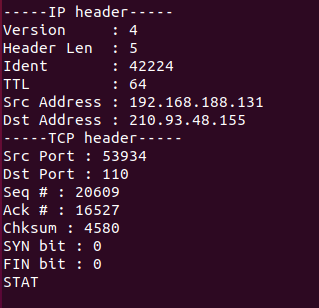 -----IP header-----
Version     : 4
Header Len  : 5
Ident       : 42224
TTL         : 64
Src Address : 192.168.188.131
Dst Address : 210.93.48.155
-----TCP header-----
Src Port : 53934
Dst Port : 110
Seq # : 20609
Ack # : 16527
Chksum : 4580
SYN bit : 0
FIN bit : 0
STAT